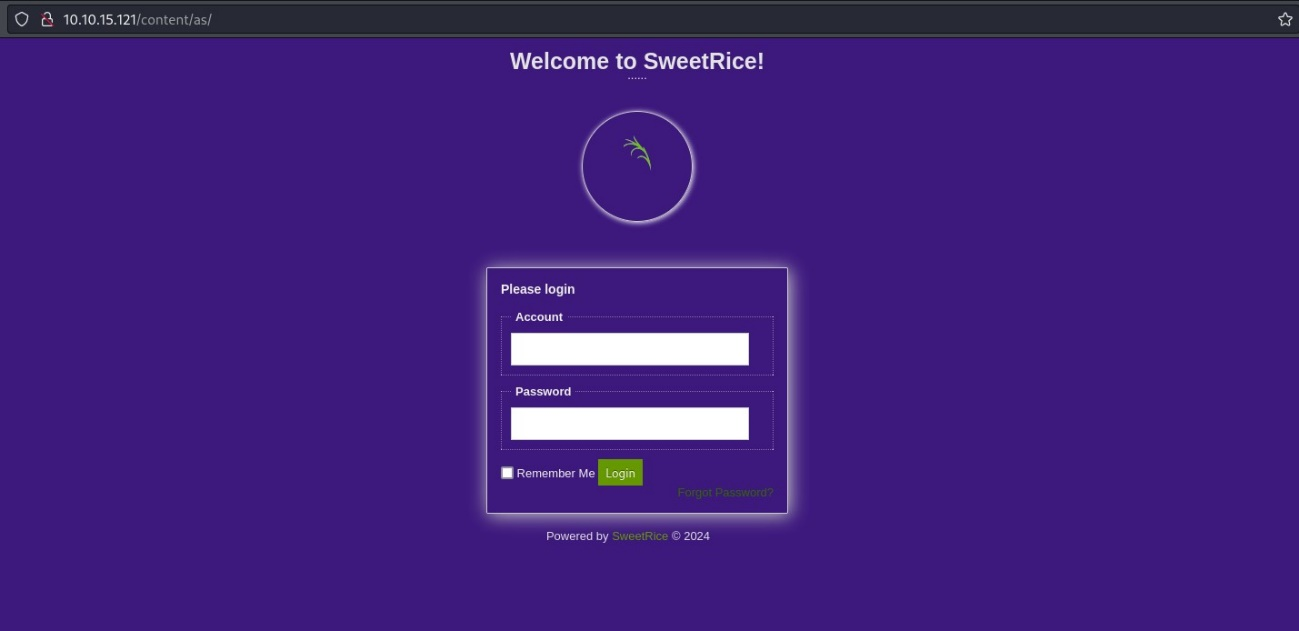 10.10.15.121/content/as/
Welcome to SweetRice!
......
Please login
Account
Password
Remember Me Login
Forgot Password?
Powered by SweetRice © 2024